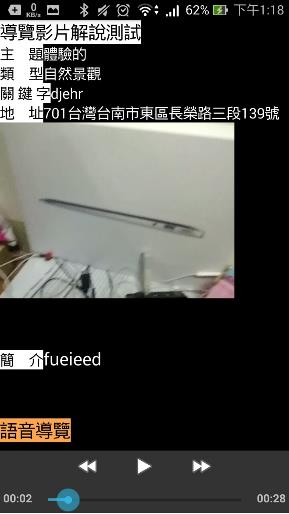 0
KB/s
62% 下午1:18
導覽影片解說測試
主 題體驗的
類 型自然景觀
關 鍵 字djehr
地 址701台灣台南市東區長榮路三段139號
簡 介fueieed
語音導覽
00:02 00:28